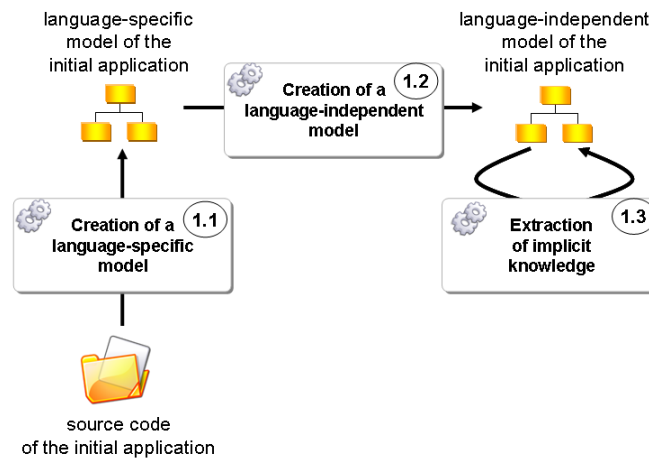 language-specific
model of the
initial application
language-independent
model of the
initial application
1.2
Creation of a
language-independent
model
1.1
Creation of a
language-specific
model
1.3
Extraction
of implicit
knowledge
source code
of the initial application